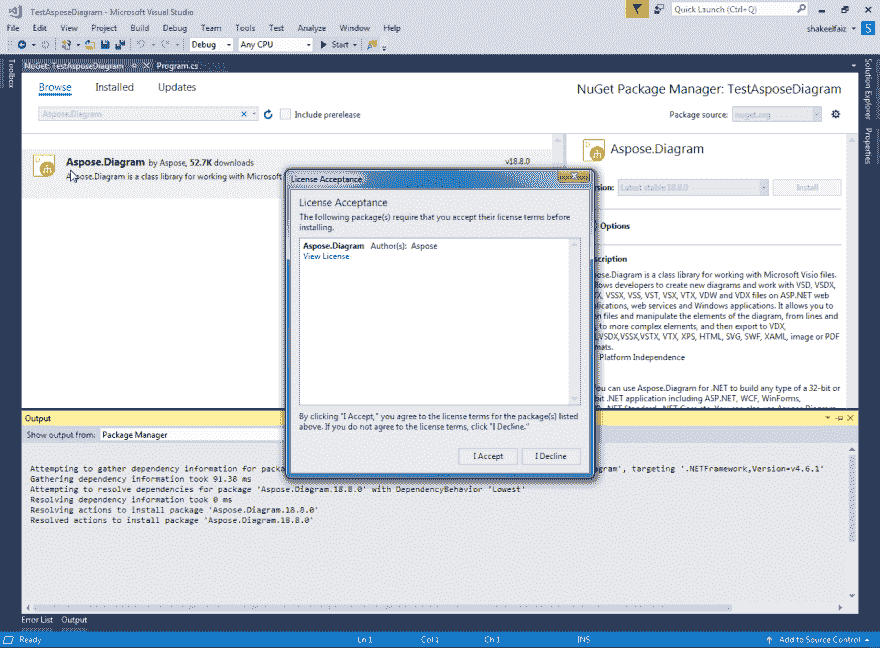 TestAsposeDiagram - Microsoft Visual Studio
Quick Launch (Ctrl+Q)
File Edit View Project Build Debug Team Tools Test Analyze Window Help
shakeelfaiz
S
Debug Any CPU Start
NuGet: TestAsposeDiagram Program.cs
Toolbox
Solution Explorer
Properties
Browse Installed Updates
NuGet Package Manager: TestAsposeDiagram
Aspose.Diagram
Include prerelease
Package source: nuget.org
Aspose.Diagram by Aspose, 52.7K downloads
v18.8.0
Aspose.Diagram is a class library for working with Microsoft
Aspose.Diagram
Latest stable 18.8.0
Install
Options
.Diagram is a class library for working with Microsoft Visio files.
developers to create new diagrams and work with VSD, VSDX,
VSSX, VSS, VST, VSX, VTX, VDW and VDX files on ASP.NET web
web services and Windows applications. It allows you to
files and manipulate the elements of the diagram, from lines and
to more complex elements, and then export to VDX,
VSDX,VSSX,VSTX, VTX, XPS, HTML, SVG, SWF, XAML, image or PDF
Platform Independence
You can use Aspose.Diagram for .NET to build any type of a 32-bit or
.NET application including ASP.NET, WCF, WinForms,
License Acceptance
License Acceptance
The following package(s) require that you accept their license terms before
installing.
Aspose.Diagram Author(s): Aspose
View License
By clicking "I Accept," you agree to the license terms for the package(s) listed
above. If you do not agree to the license terms, click "I Decline."
I Accept I Decline
Output
Show output from: Package Manager
Attempting to gather dependency information for
targeting '.NETFramework,Version=v4.6.1'
Gathering dependency information took 91.38 ms
Attempting to resolve dependencies for package 'Aspose.Diagram.18.8.0' with DependencyBehavior 'Lowest'
Resolving dependency information took 0 ms
Resolving actions to install package 'Aspose.Diagram.18.8.0'
Resolved actions to install package 'Aspose.Diagram.18.8.0'
Error List Output
Ready Ln 1 Col 1 Ch 1 INS Add to Source Control